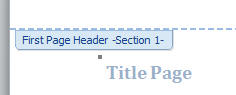 First Page Header -Section 1-
Title Page